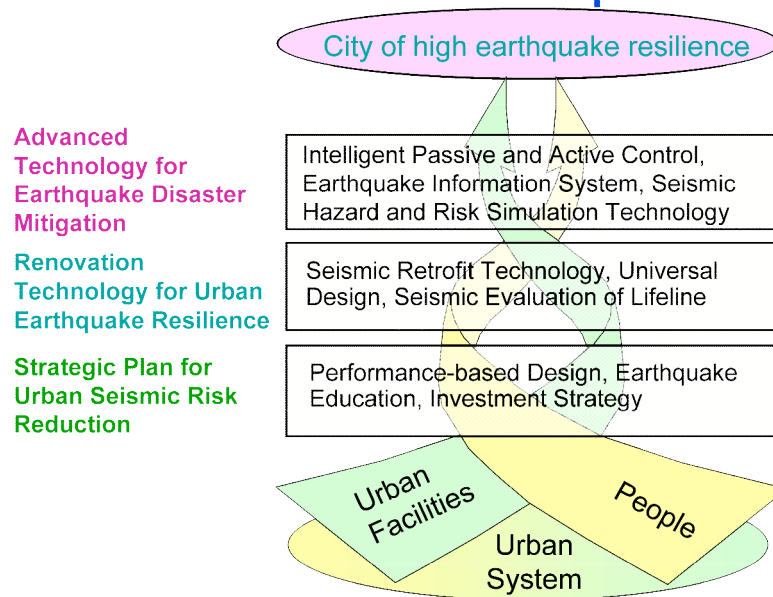 City of high earthquake resilience
Advanced
Technology for
Earthquake Disaster
Mitigation
Intelligent Passive and Active Control,
Earthquake Information System, Seismic
Hazard and Risk Simulation Technology
Renovation
Technology for Urban
Earthquake Resilience
Seismic Retrofit Technology, Universal
Design, Seismic Evaluation of Lifeline
Strategic Plan for
Urban Seismic Risk
Reduction
Performance-based Design, Earthquake
Education, Investment Strategy
Urban
Facilities
People
Urban
System